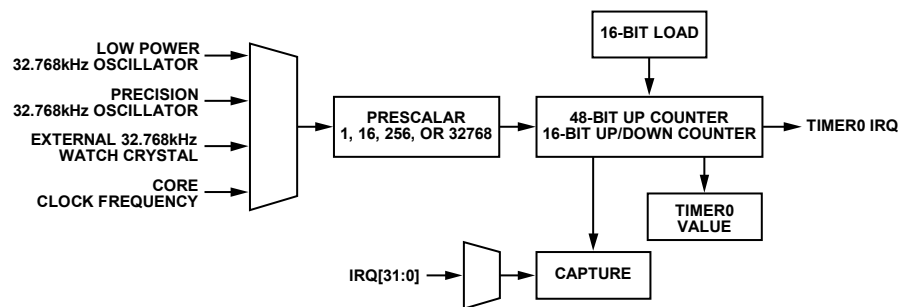 16-BIT LOAD
LOW POWER
32.768kHz OSCILLATOR
PRECISION
32.768kHz OSCILLATOR
EXTERNAL 32.768kHz
WATCH CRYSTAL
CORE
CLOCK FREQUENCY
PRESCALAR
1, 16, 256, OR 32768
48-BIT UP COUNTER
16-BIT UP/DOWN COUNTER
TIMER0 IRQ
TIMER0
VALUE
IRQ[31:0]
CAPTURE